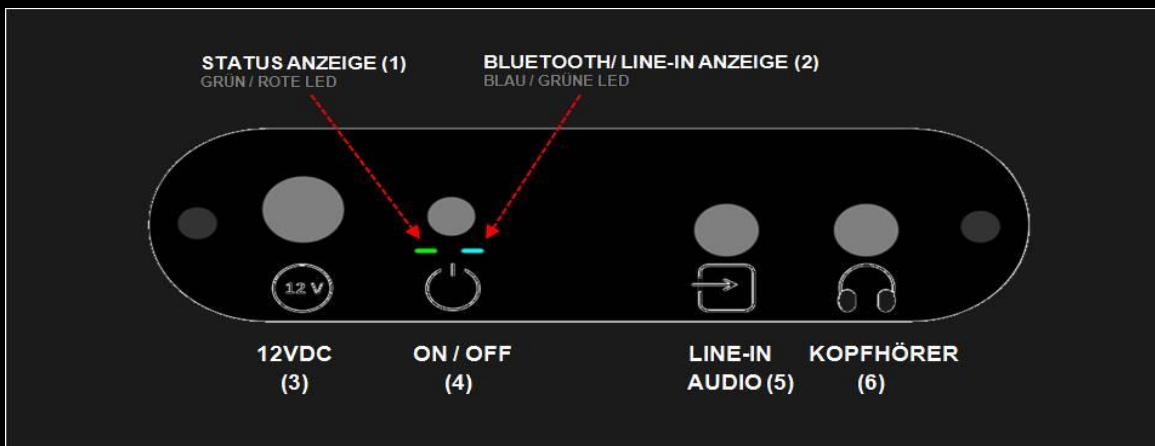 STATUS ANZEIGE (1)
GRÜN / ROTE LED
BLUETOOTH/ LINE-IN ANZEIGE (2)
BLAU / GRÜNE LED
12 V
12VDC
(3)
ON / OFF
(4)
LINE-IN
AUDIO (5)
KOPFHÖRER
(6)